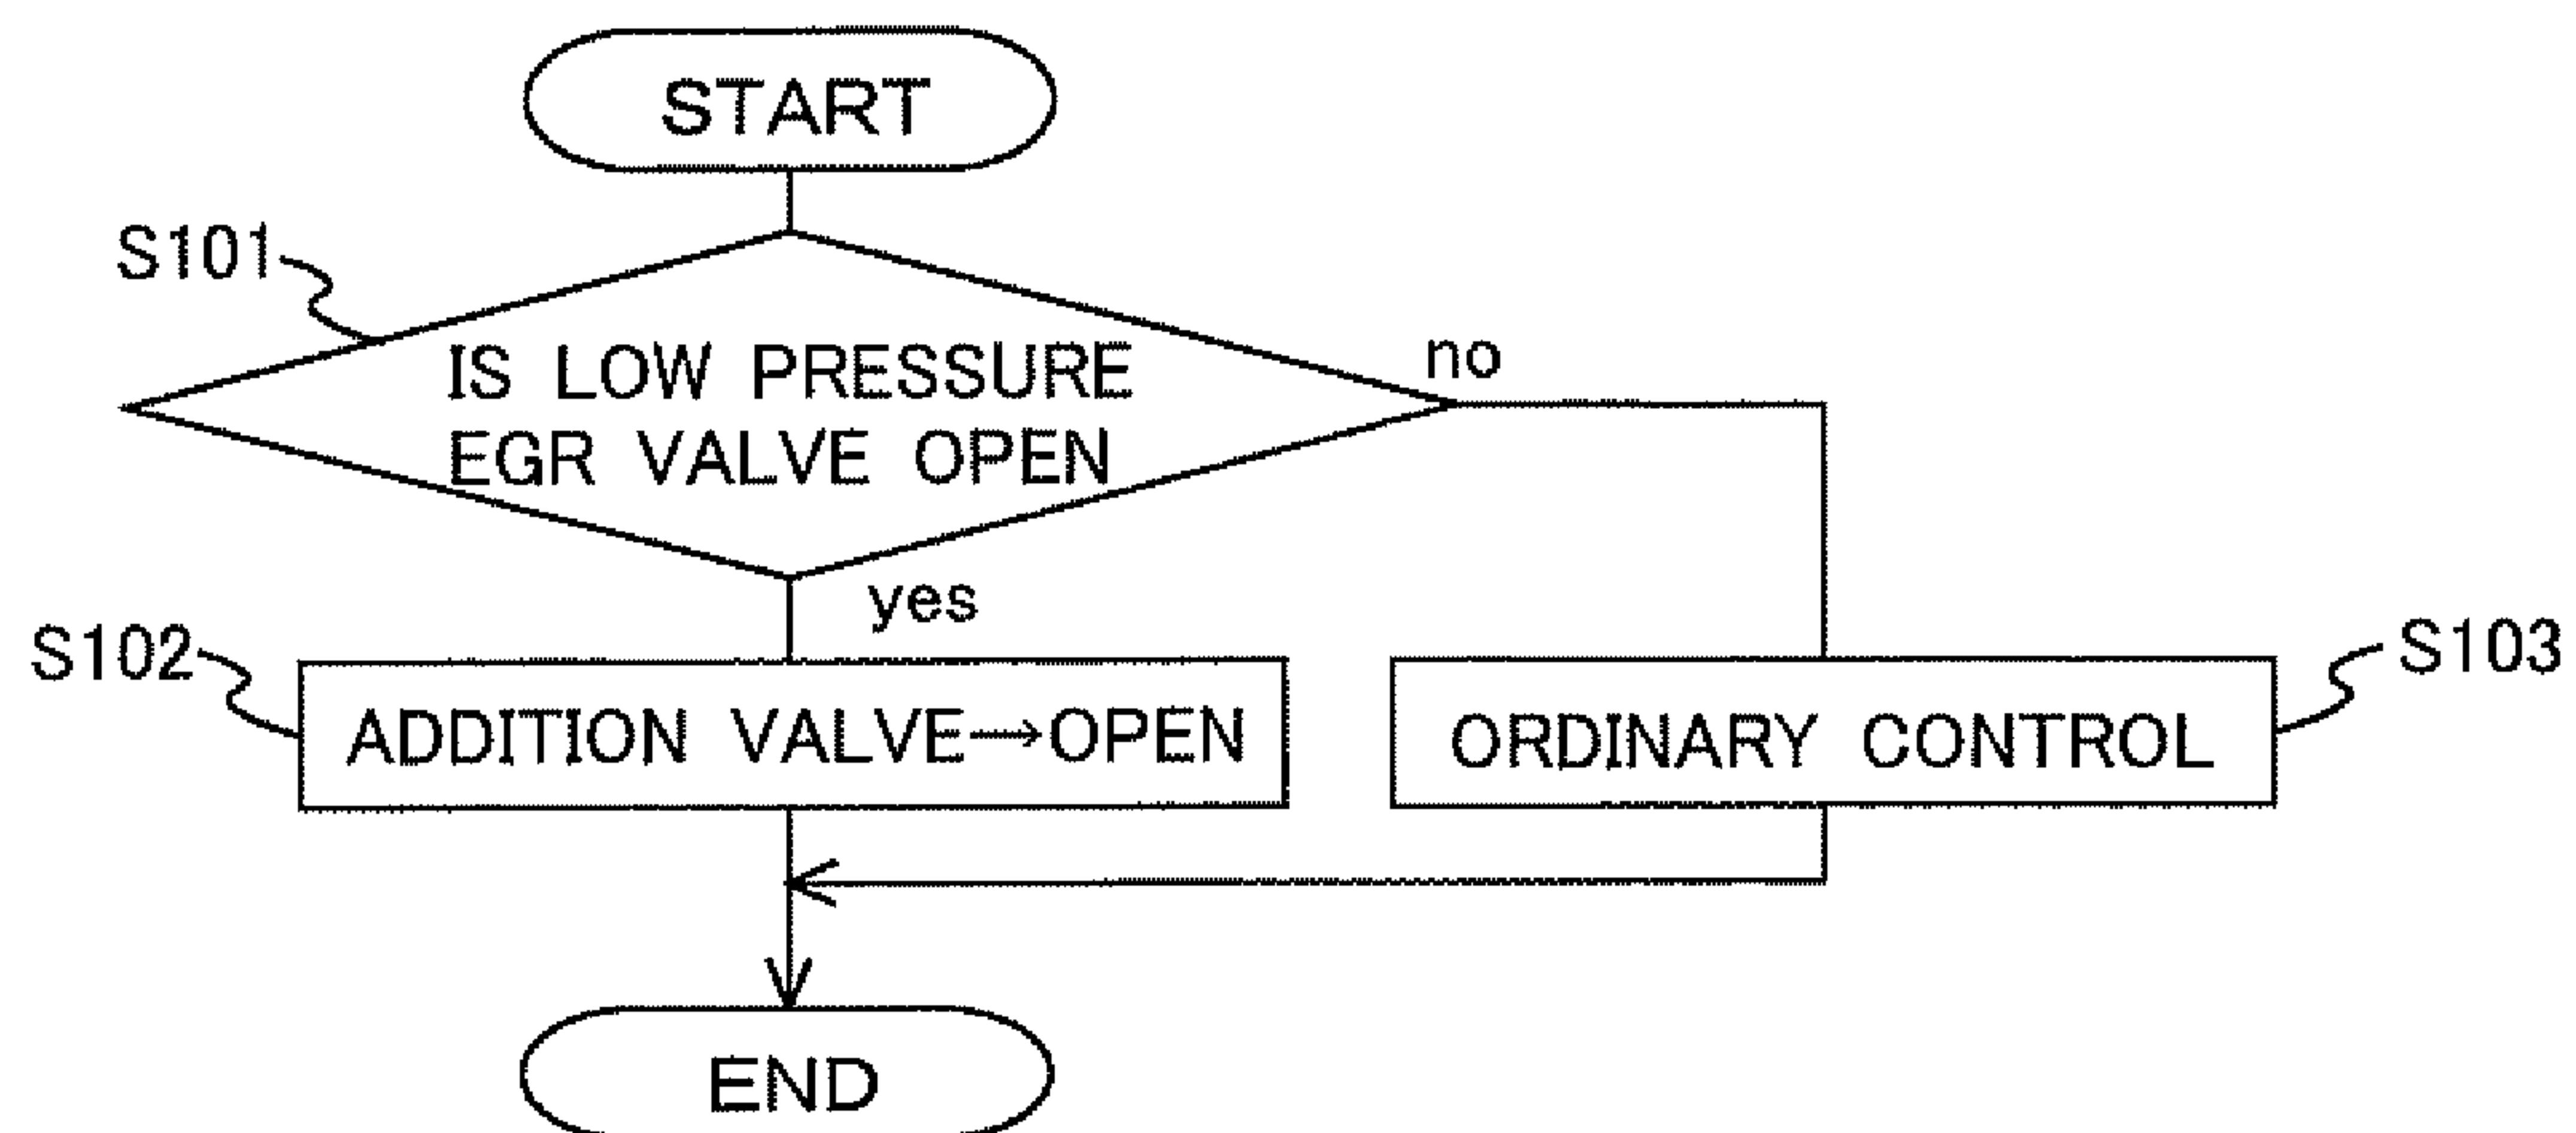 START
S101
IS LOW PRESSURE
EGR VALVE OPEN
no
yes
S102
ADDITION VALVE→OPEN
ORDINARY CONTROL
S103
END